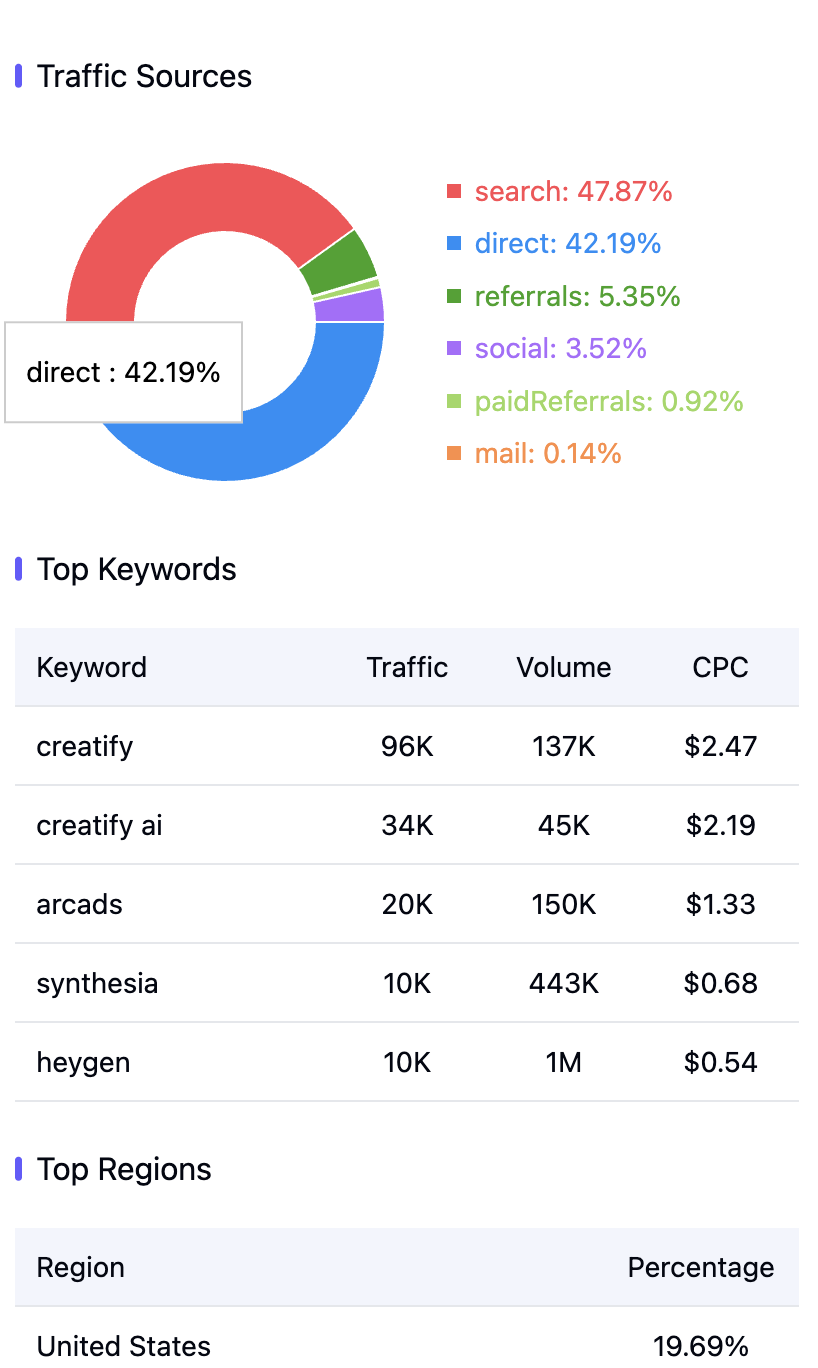 Traffic Sources
search: 47.87%
direct: 42.19%
referrals: 5.35%
social: 3.52%
paidReferrals: 0.92%
mail: 0.14%
direct : 42.19%
Top Keywords
Keyword Traffic Volume CPC
creatify 96K 137K $2.47
creatify ai 34K 45K $2.19
arcads 20K 150K $1.33
synthesia 10K 443K $0.68
heygen 10K 1M $0.54
Top Regions
Region Percentage
United States 19.69%